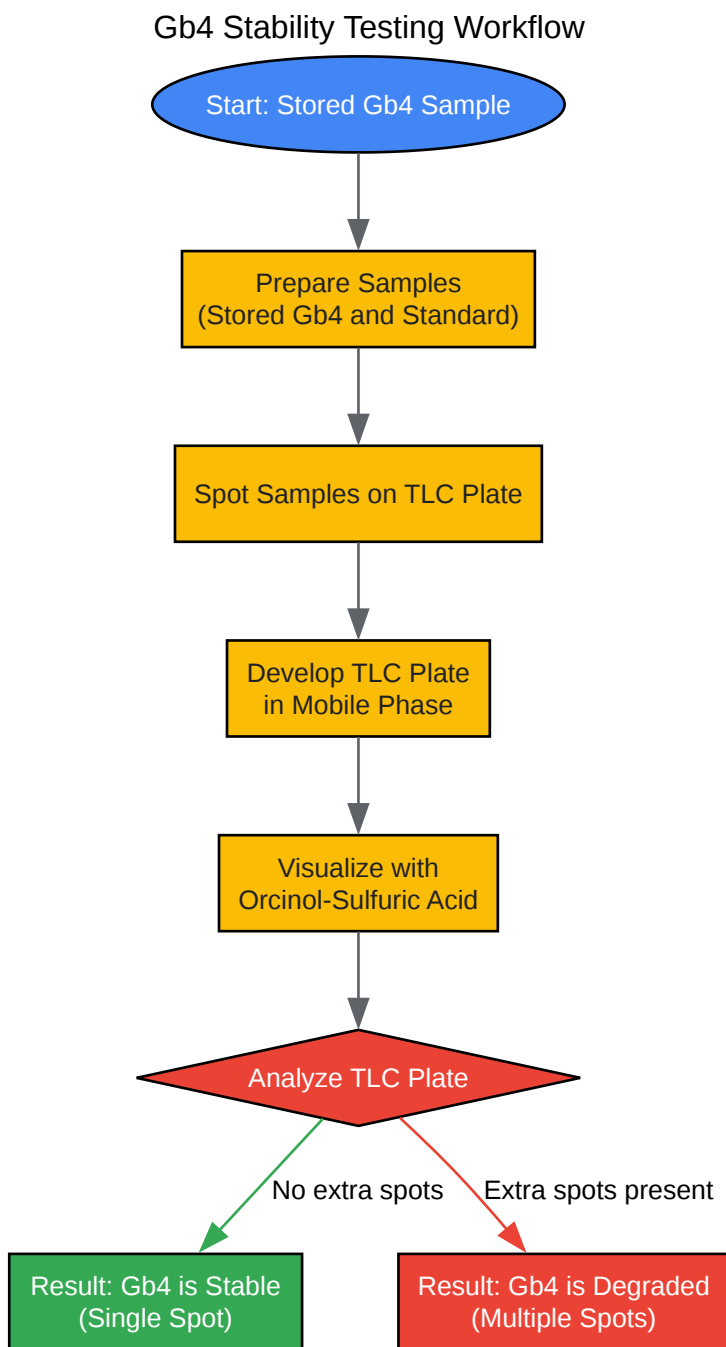 Gb4 Stability Testing Workflow
Start: Stored Gb4 Sample
Prepare Samples
(Stored Gb4 and Standard)
Spot Samples on TLC Plate
Develop TLC Plate
in Mobile Phase
Visualize with
Orcinol-Sulfuric Acid
Analyze TLC Plate
No extra spots
Extra spots present
Result: Gb4 is Stable
(Single Spot)
Result: Gb4 is Degraded
(Multiple Spots)